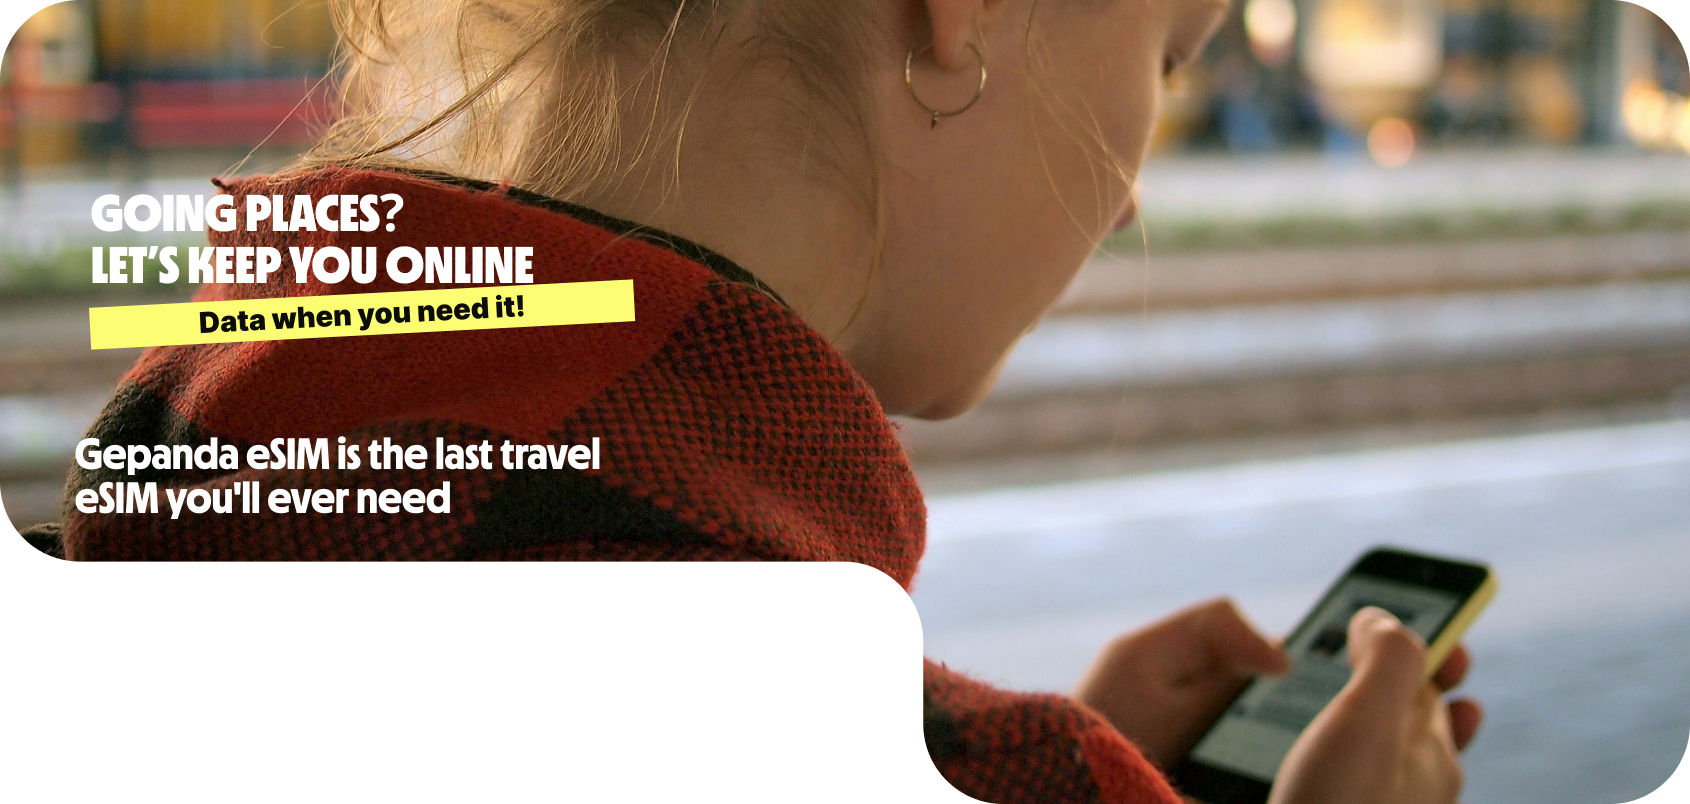 GOING PLACES?
LET’S KEEP YOU ONLINE
Data when you need it!
Gepanda eSIM is the last travel
eSIM you'll ever need